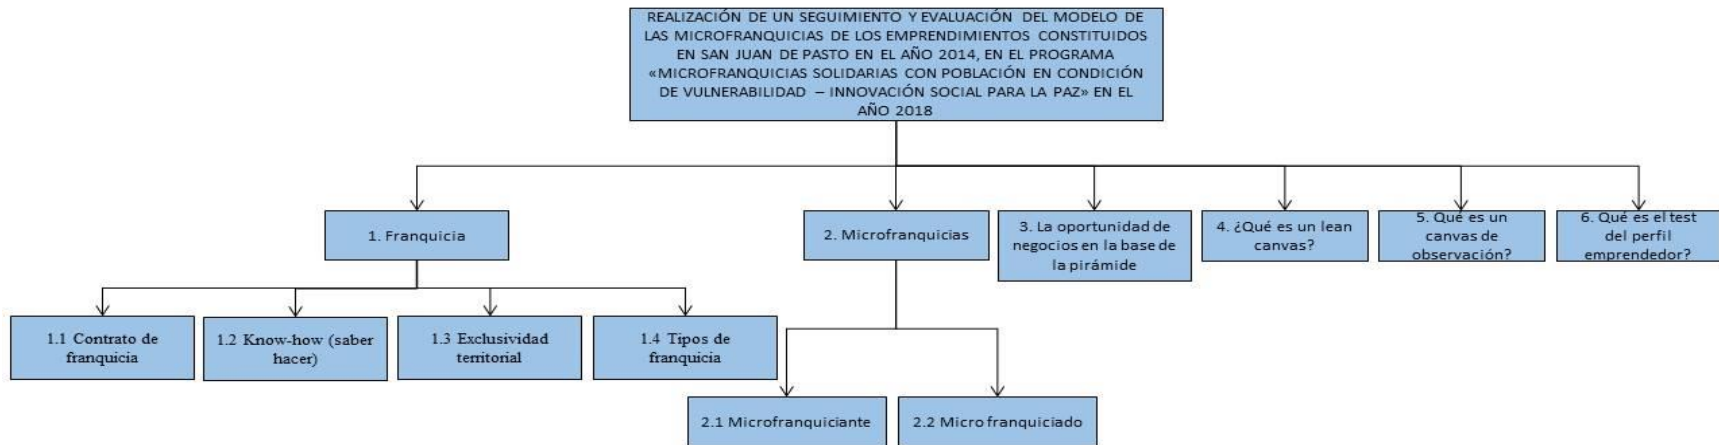 REALIZACIÓN DE UN SEGUIMIENTO Y EVALUACIÓN DEL MODELO DE
LAS MICROFRANQUICIAS DE LOS EMPRENDIMIENTOS CONSTITUIDOS
EN SAN JUAN DE PASTO EN EL AÑO 2014, EN EL PROGRAMA
«MICROFRANQUICIAS SOLIDARIAS CON POBLACIÓN EN CONDICIÓN
DE VULNERABILIDAD – INNOVACIÓN SOCIAL PARA LA PAZ» EN EL
AÑO 2018
1. Franquicia
2. Microfranquicias
3. La oportunidad de
negocios en la base de
la pirámide
4. ¿Qué es un lean
canvas?
5. Qué es un
canvas de
observación?
6. Qué es el test
del perfil
emprendedor?
1.1 Contrato de
franquicia
1.2 Know-how (saber
hacer)
1.3 Exclusividad
territorial
1.4 Tipos de
franquicia
2.1 Microfranquiciante
2.2 Micro franquiciado